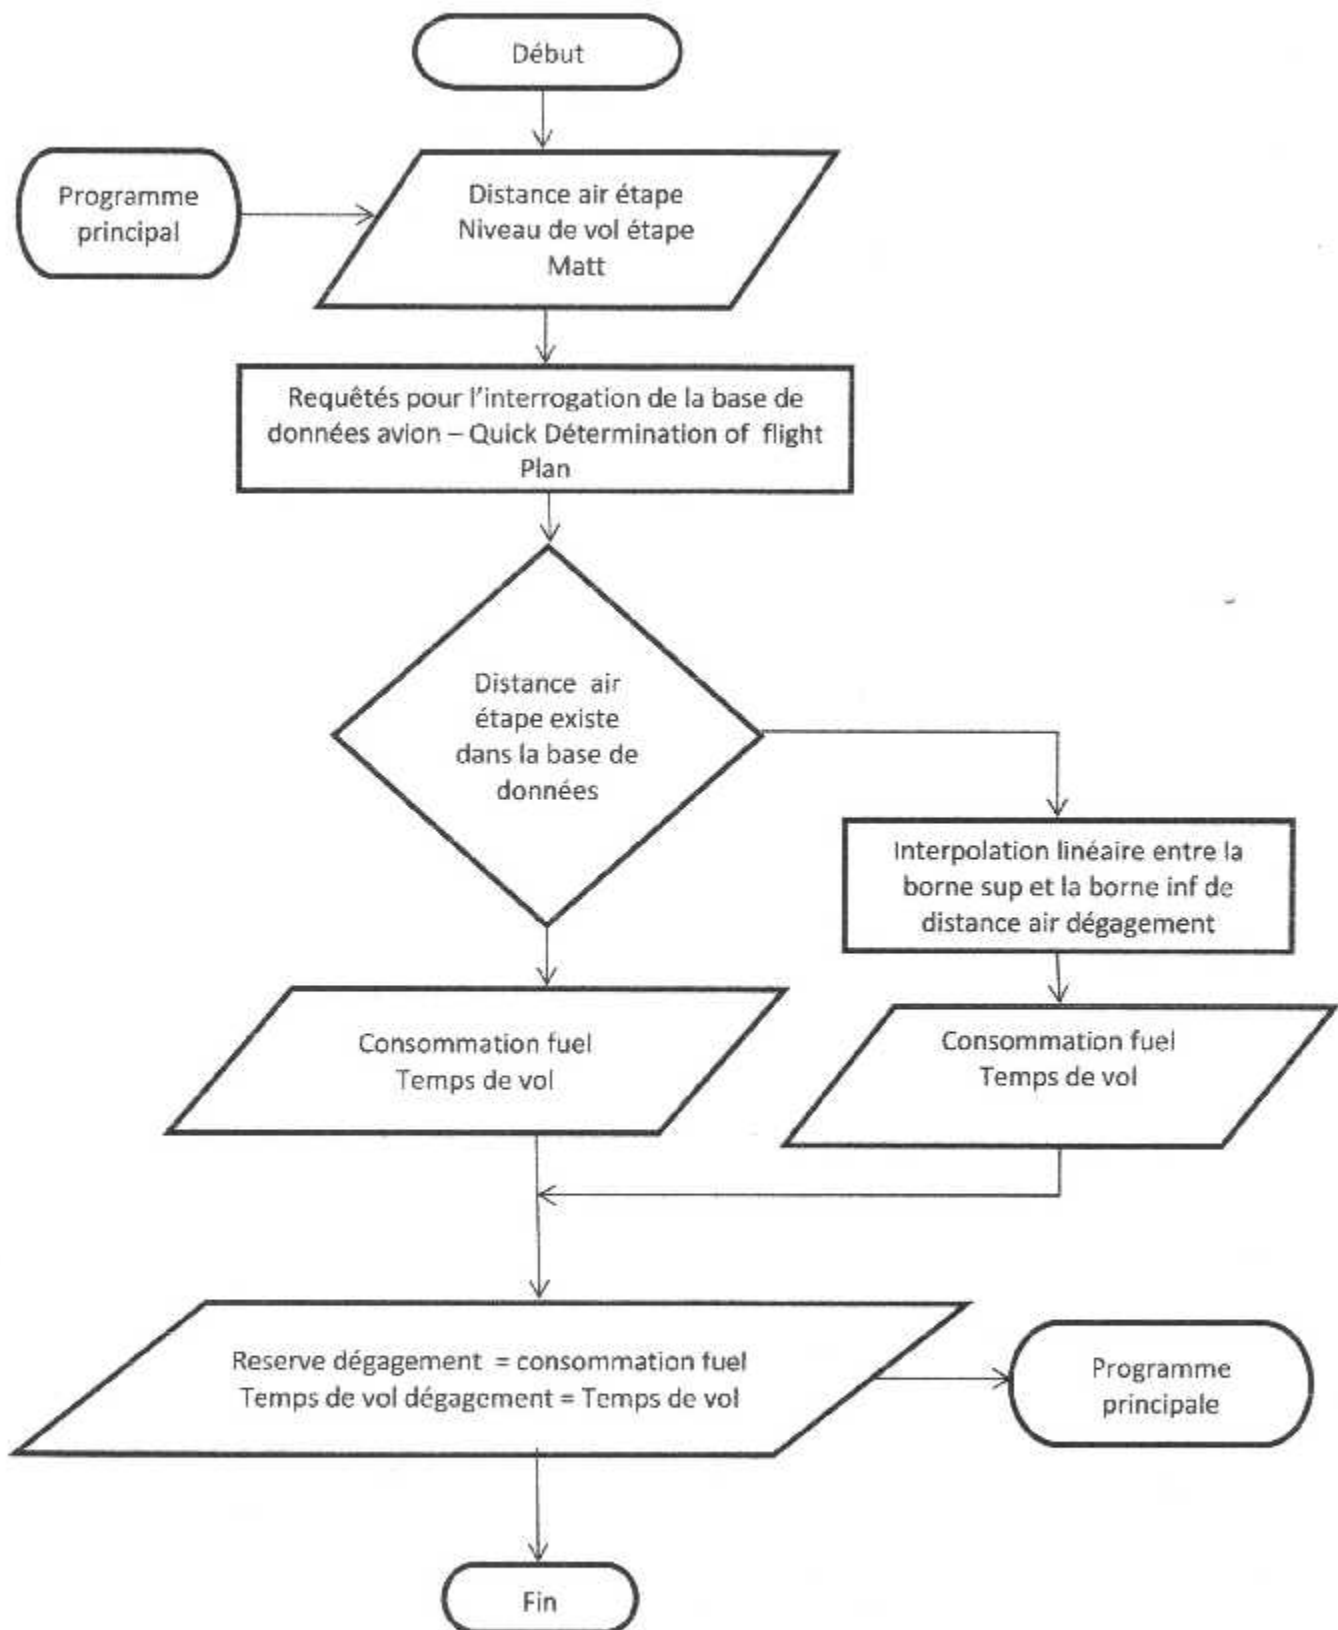 Début
Programme
principal
Distance air étape
Niveau de vol étape
Matt
Requêtés pour l'interrogation de la base de
données avion – Quick Détermination of flight
Plan
Distance air
étape existe
dans la base de
données
Interpolation linéaire entre la
borne sup et la borne inf de
distance air dégagement
Consommation fuel
Temps de vol
Consommation fuel
Temps de vol
Reserve dégagement = consommation fuel
Temps de vol dégagement = Temps de vol
Programme
principale
Fin